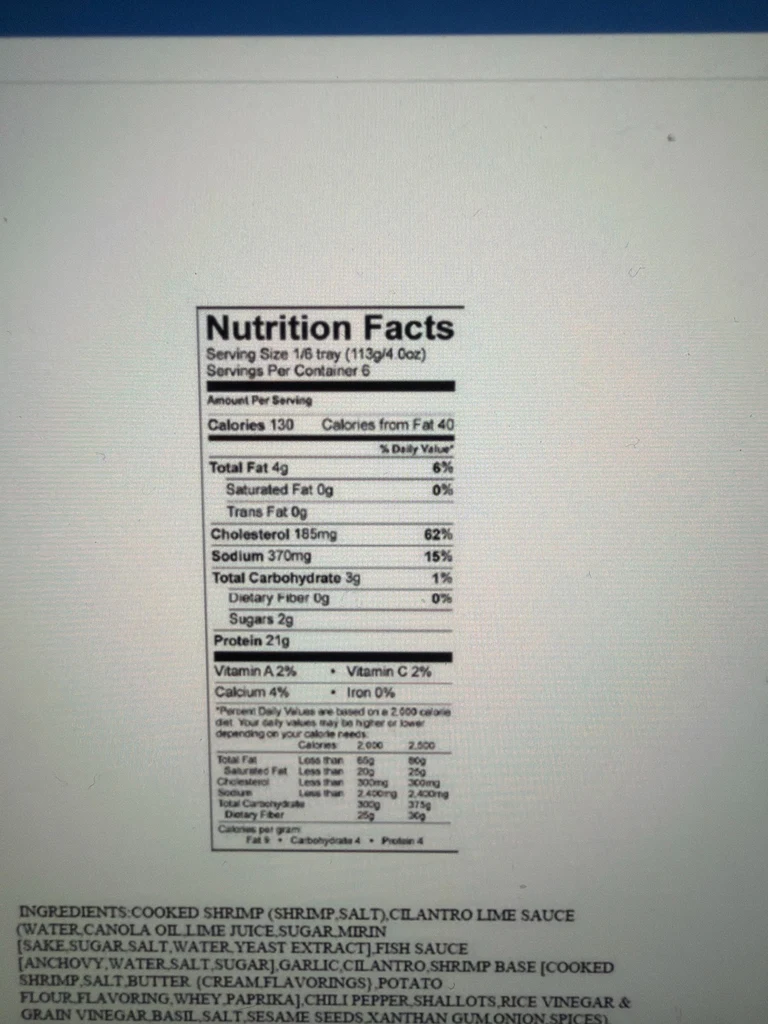 Nutrition Facts
Serving Size 1/6 tray (113g/4.0oz)
Servings Per Container 6
Amount Per Serving
Calories 130 Calories from Fat 40
% Daily Value*
Total Fat 4g 6%
Saturated Fat 0g 0%
Trans Fat 0g
Cholesterol 185mg 62%
Sodium 370mg 15%
Total Carbohydrate 3g 1%
Dietary Fiber 0g 0%
Sugars 2g
Protein 21g
Vitamin A 2% • Vitamin C 2%
Calcium 4% • Iron 0%
*Percent Daily Values are based on a 2,000 calorie
diet. Your daily values may be higher or lower
depending on your calorie needs.
Calories 2,000 2,500
Total Fat Less than 65g 80g
Saturated Fat Less than 20g 25g
Cholesterol Less than 300mg 300mg
Sodium Less than 2,400mg 2,400mg
Total Carbohydrate 300g 375g
Dietary Fiber 25g 30g
Calories per gram:
Fat 9 • Carbohydrate 4 • Protein 4
INGREDIENTS:COOKED SHRIMP (SHRIMP,SALT),CILANTRO LIME SAUCE
(WATER,CANOLA OIL,LIME JUICE,SUGAR,MIRIN
[SAKE,SUGAR,SALT,WATER,YEAST EXTRACT],FISH SAUCE
[ANCHOVY,WATER,SALT,SUGAR],GARLIC,CILANTRO,SHRIMP BASE [COOKED
SHRIMP,SALT,BUTTER {CREAM,FLAVORINGS},POTATO
FLOUR,FLAVORING,WHEY,PAPRIKA],CHILI PEPPER,SHALLOTS,RICE VINEGAR &
GRAIN VINEGAR,BASIL,SALT,SESAME SEEDS,XANTHAN GUM,ONION,SPICES)